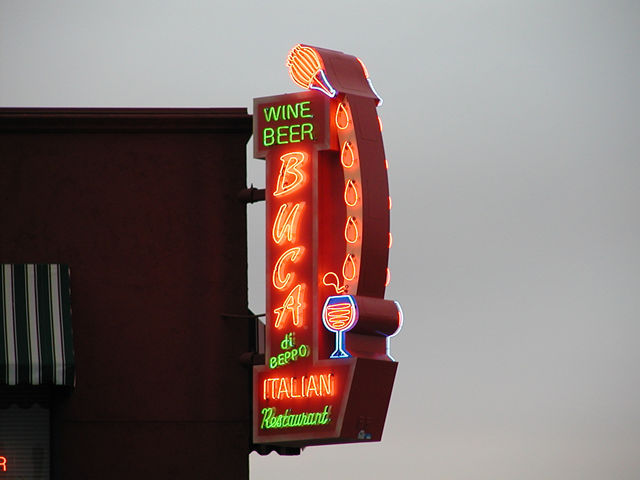 WINE
BEER
BUCA
di
BEPPO
ITALIAN
Restaurant
R